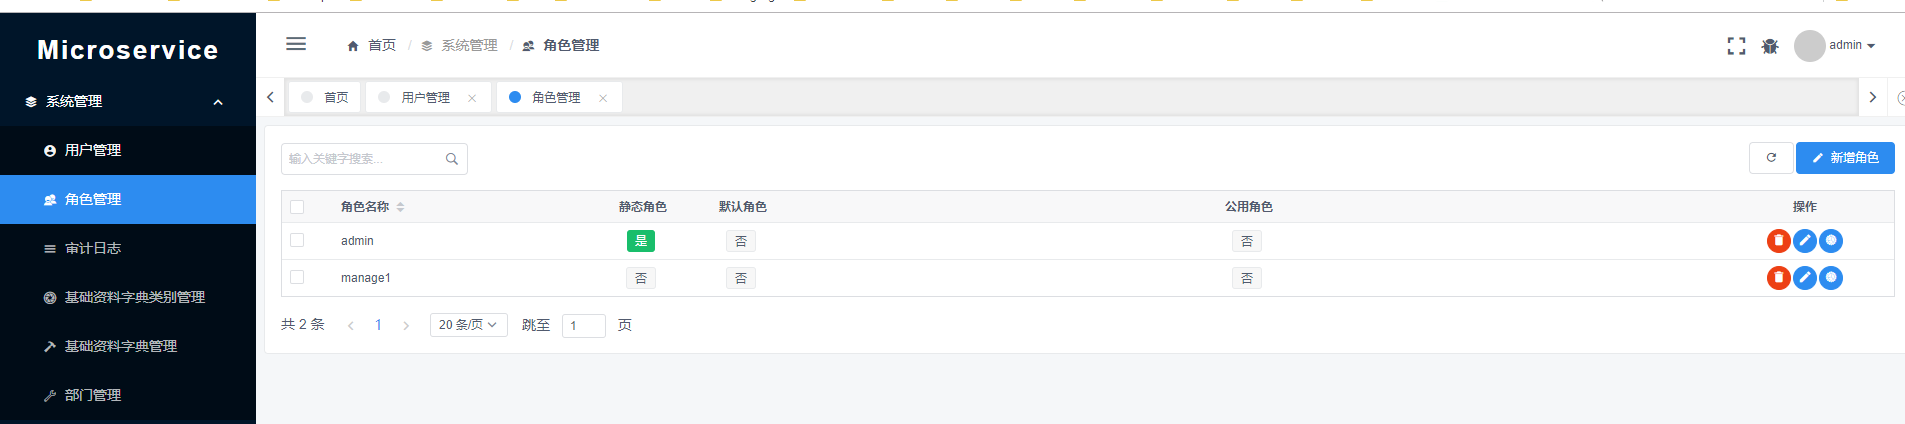 Microservice
系统管理
用户管理
角色管理
审计日志
基础资料字典类别管理
基础资料字典管理
部门管理
首页 / 系统管理 / 角色管理
admin
首页 用户管理 角色管理
输入关键字搜索...
新增角色
角色名称 静态角色 默认角色 公用角色 操作
admin 是 否 否
manage1 否 否 否
共 2 条 1 20 条/页 跳至 1 页